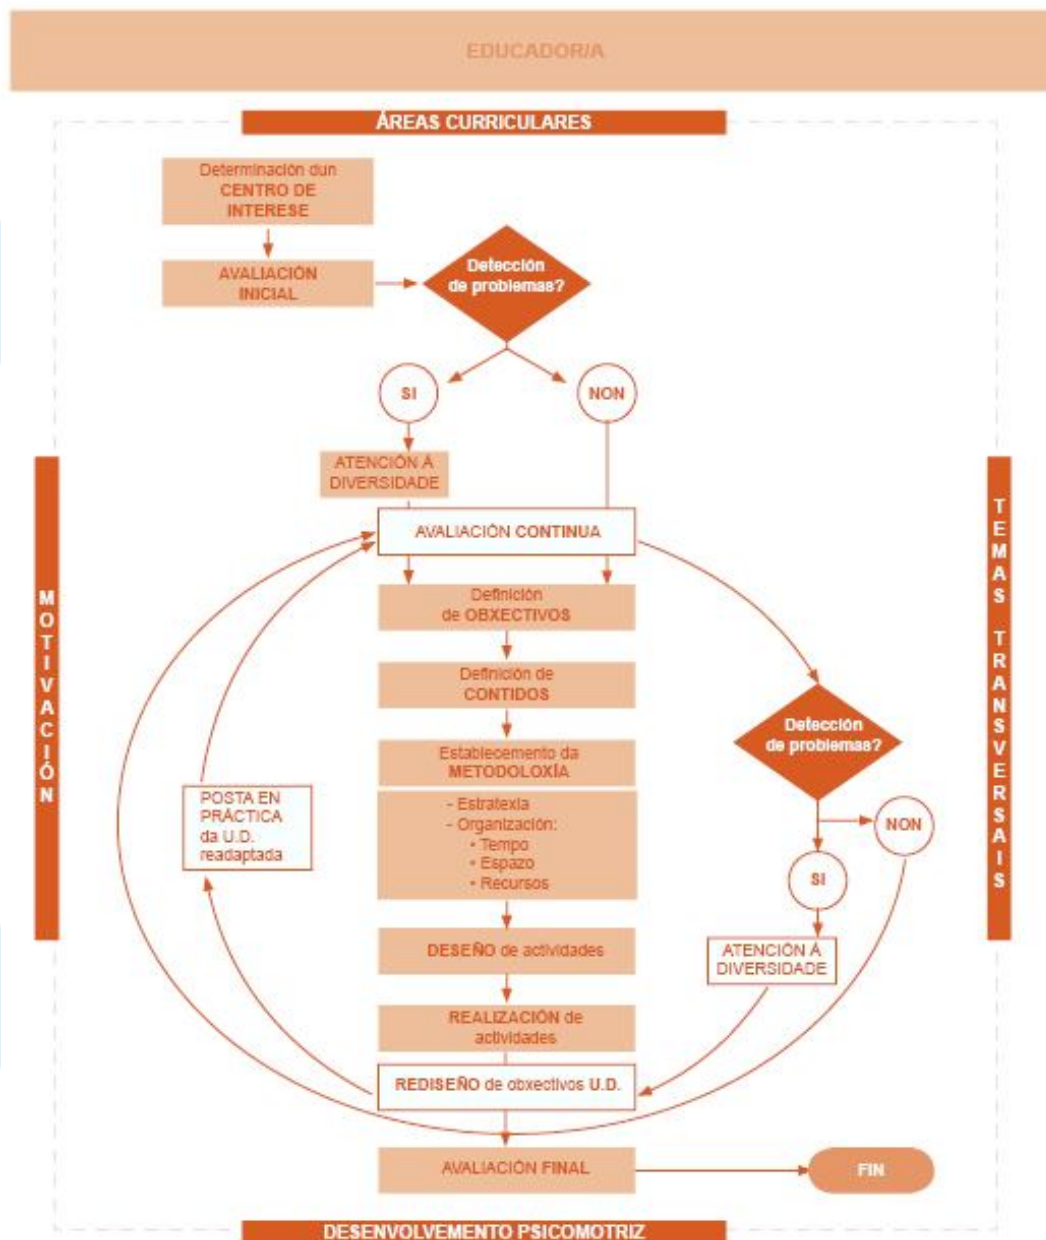 EDUCADOR/A
ÁREAS CURRICULARES
Determinación dun
CENTRO DE
INTERESE
AVALIACIÓN
INICIAL
Detección
de problemas?
SI
NON
ATENCIÓN Á
DIVERSIDADE
AVALIACIÓN CONTINUA
Definición
de OBXECTIVOS
Definición de
CONTIDOS
Establecemento da
METODOLOXÍA
- Estratexia
- Organización:
• Tempo
• Espazo
• Recursos
DESEÑO de actividades
REALIZACIÓN de
actividades
REDISEÑO de obxectivos U.D.
AVALIACIÓN FINAL
FIN
MOTIVACIÓN
POSTA EN
PRÁCTICA
da U.D.
readaptada
Detección
de problemas?
NON
SI
ATENCIÓN Á
DIVERSIDADE
TEMAS TRANSVERSAIS
DESENVOLVEMENTO PSICOMOTRIZ